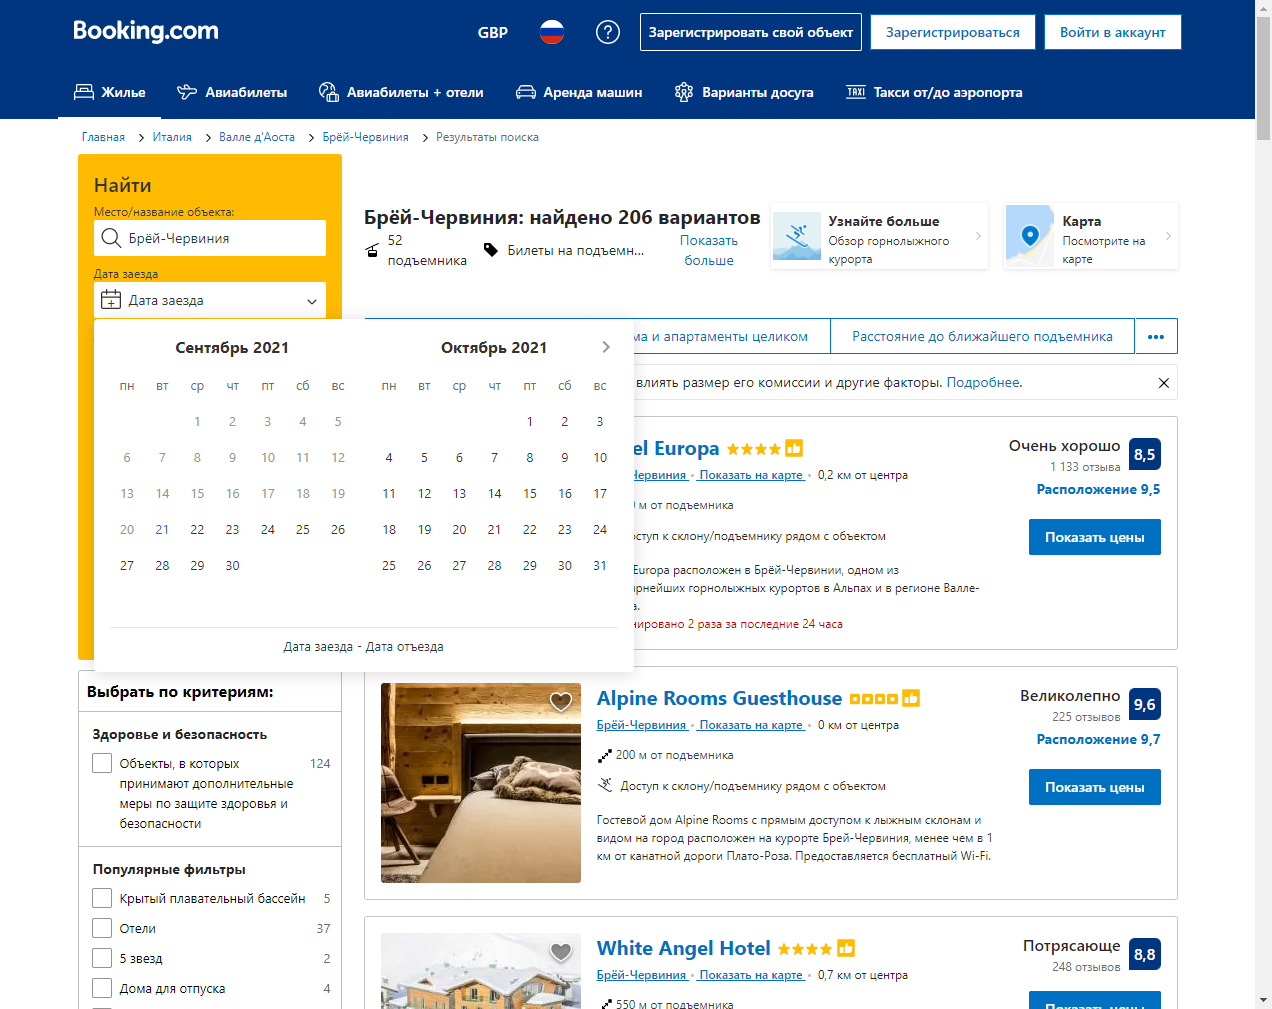 Booking.com
GBP
Зарегистрировать свой объект
Зарегистрироваться
Войти в аккаунт
Жилье
Авиабилеты
Авиабилеты + отели
Аренда машин
Варианты досуга
TAXI Такси от/до аэропорта
Главная
Италия
Валле д'Аоста
Брёй-Червиния
Результаты поиска
Найти
Место/название объекта:
Брёй-Червиния
Дата заезда
Дата заезда
Сентябрь 2021
пн вт ср чт пт сб вс
1 2 3 4 5
6 7 8 9 10 11 12
13 14 15 16 17 18 19
20 21 22 23 24 25 26
27 28 29 30
Октябрь 2021
пн вт ср чт пт сб вс
1 2 3
4 5 6 7 8 9 10
11 12 13 14 15 16 17
18 19 20 21 22 23 24
25 26 27 28 29 30 31
Дата заезда - Дата отъезда
Выбрать по критериям:
Здоровье и безопасность
Объекты, в которых 124
принимают дополнительные
меры по защите здоровья и
безопасности
Популярные фильтры
Крытый плавательный бассейн 5
Отели 37
5 звезд 2
Дома для отпуска 4
Брёй-Червиния: найдено 206 вариантов
52
подъемника
Билеты на подъемн...
Показать
больше
Узнайте больше
Обзор горнолыжного
курорта
Карта
Посмотрите на
карте
ма и апартаменты целиком
Расстояние до ближайшего подъемника
•••
влиять размер его комиссии и другие факторы. Подробнее.
el Europa
Червиния • Показать на карте • 0,2 км от центра
м от подъемника
ступ к склону/подъемнику рядом с объектом
Europa расположен в Брёй-Червинии, одном из
рнейших горнолыжных курортов в Альпах и в регионе Валле-
а.
нировано 2 раза за последние 24 часа
Очень хорошо 8,5
1 133 отзыва
Расположение 9,5
Показать цены
Alpine Rooms Guesthouse
Брёй-Червиния • Показать на карте • 0 км от центра
200 м от подъемника
Доступ к склону/подъемнику рядом с объектом
Гостевой дом Alpine Rooms с прямым доступом к лыжным склонам и
видом на город расположен на курорте Брей-Червиния, менее чем в 1
км от канатной дороги Плато-Роза. Предоставляется бесплатный Wi-Fi.
Великолепно 9,6
225 отзывов
Расположение 9,7
Показать цены
White Angel Hotel
Брёй-Червиния • Показать на карте • 0,7 км от центра
550 м от подъемника
Потрясающе 8,8
248 отзывов
Показать цены